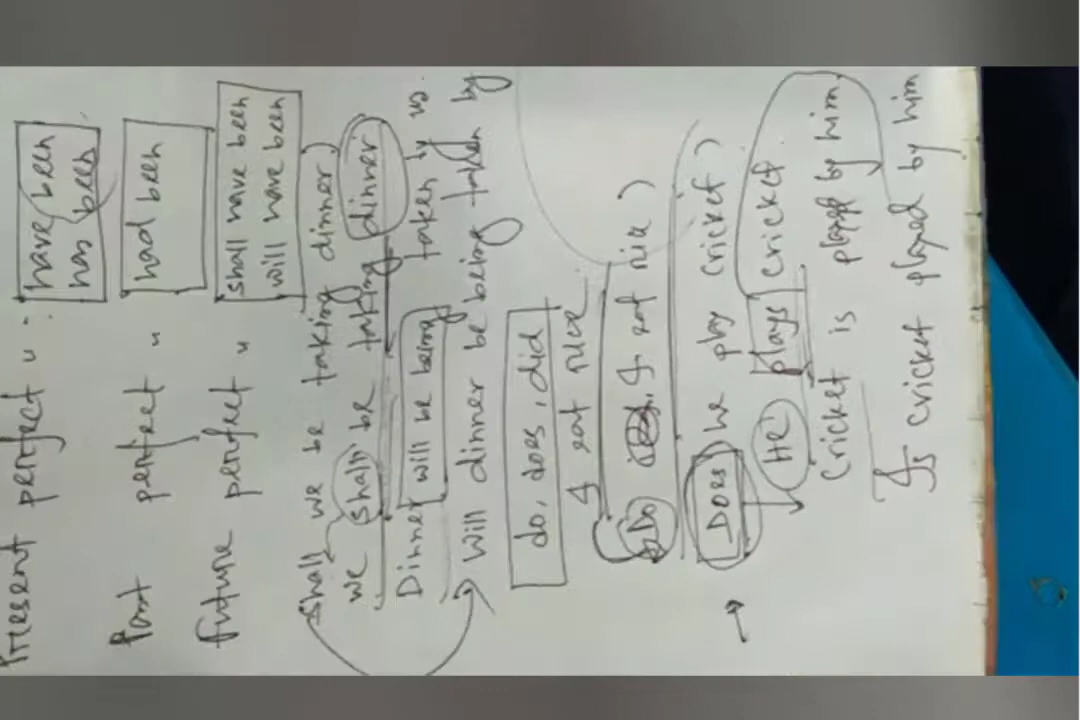 Present perfect " : have been
has been
Past perfect " had been
future perfect " shall have been
will have been
Shall we be taking dinner)
we shall be taking dinner
Dinner will be being taken by us.
Will dinner be being taken by
do, does, did
I eat rice
Do I eat rice)
Does he play cricket)
He plays cricket
Cricket is played by him.
Is cricket played by him